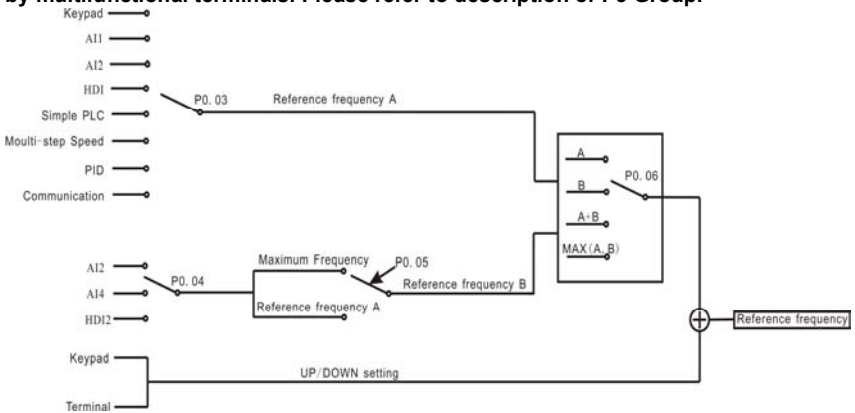 by multifunctional terminals. Please refer to description of P5 Group.
Keypad
AI1
AI2
HDI
Simple PLC
Moulti-step Speed
PID
Communication
P0. 03
Reference frequency A
A
B
A+B
MAX(A, B)
P0. 06
AI2
AI4
HDI2
P0. 04
Maximum Frequency
Reference frequency A
P0. 05
Reference frequency B
Reference frequency
Keypad
Terminal
UP/DOWN setting